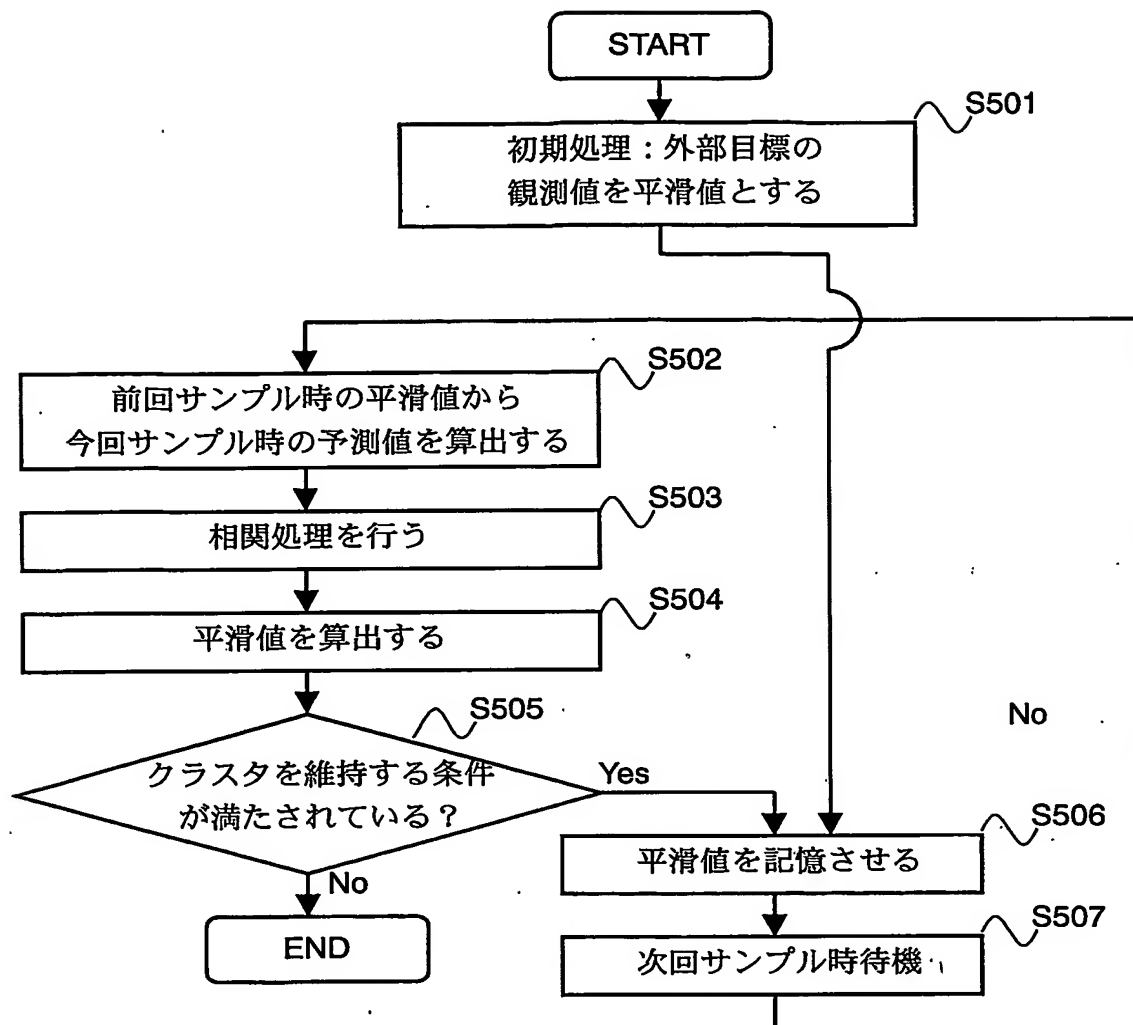 START
S501
初期処理：外部目標の
観測値を平滑値とする
S502
前回サンプル時の平滑値から
今回サンプル時の予測値を算出する
S503
相関処理を行う
S504
平滑値を算出する
S505
クラスタを維持する条件
が満たされている？
Yes
No
No
END
S506
平滑値を記憶させる
S507
次回サンプル時待機